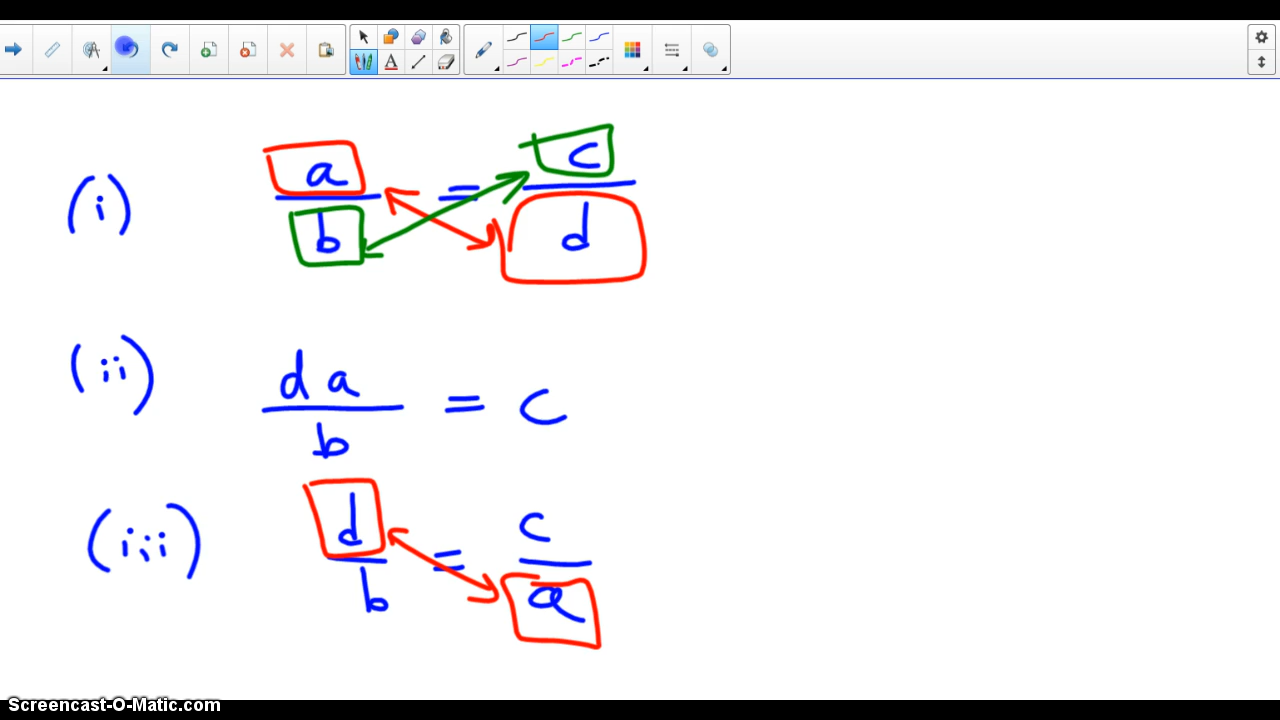 A
(i) a/b = c/d
(ii) da/b = c
(iii) d/b = c/a
Screencast-O-Matic.com